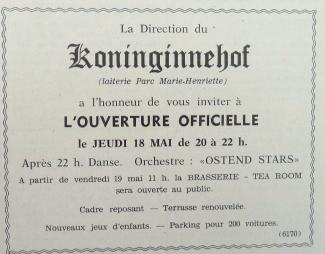 La Direction du
Koninginnehof
(laiterie Parc Marie-Henriette)
a l'honneur de vous inviter à
L'OUVERTURE OFFICIELLE
le JEUDI 18 MAI de 20 à 22 h.
Après 22 h. Danse. Orchestre : «OSTEND STARS»
A partir de vendredi 19 mai 11 h. la BRASSERIE - TEA ROOM
sera ouverte au public.
Cadre reposant — Terrasse renouvelée.
Nouveaux jeux d'enfants. — Parking pour 200 voitures.
(6170)